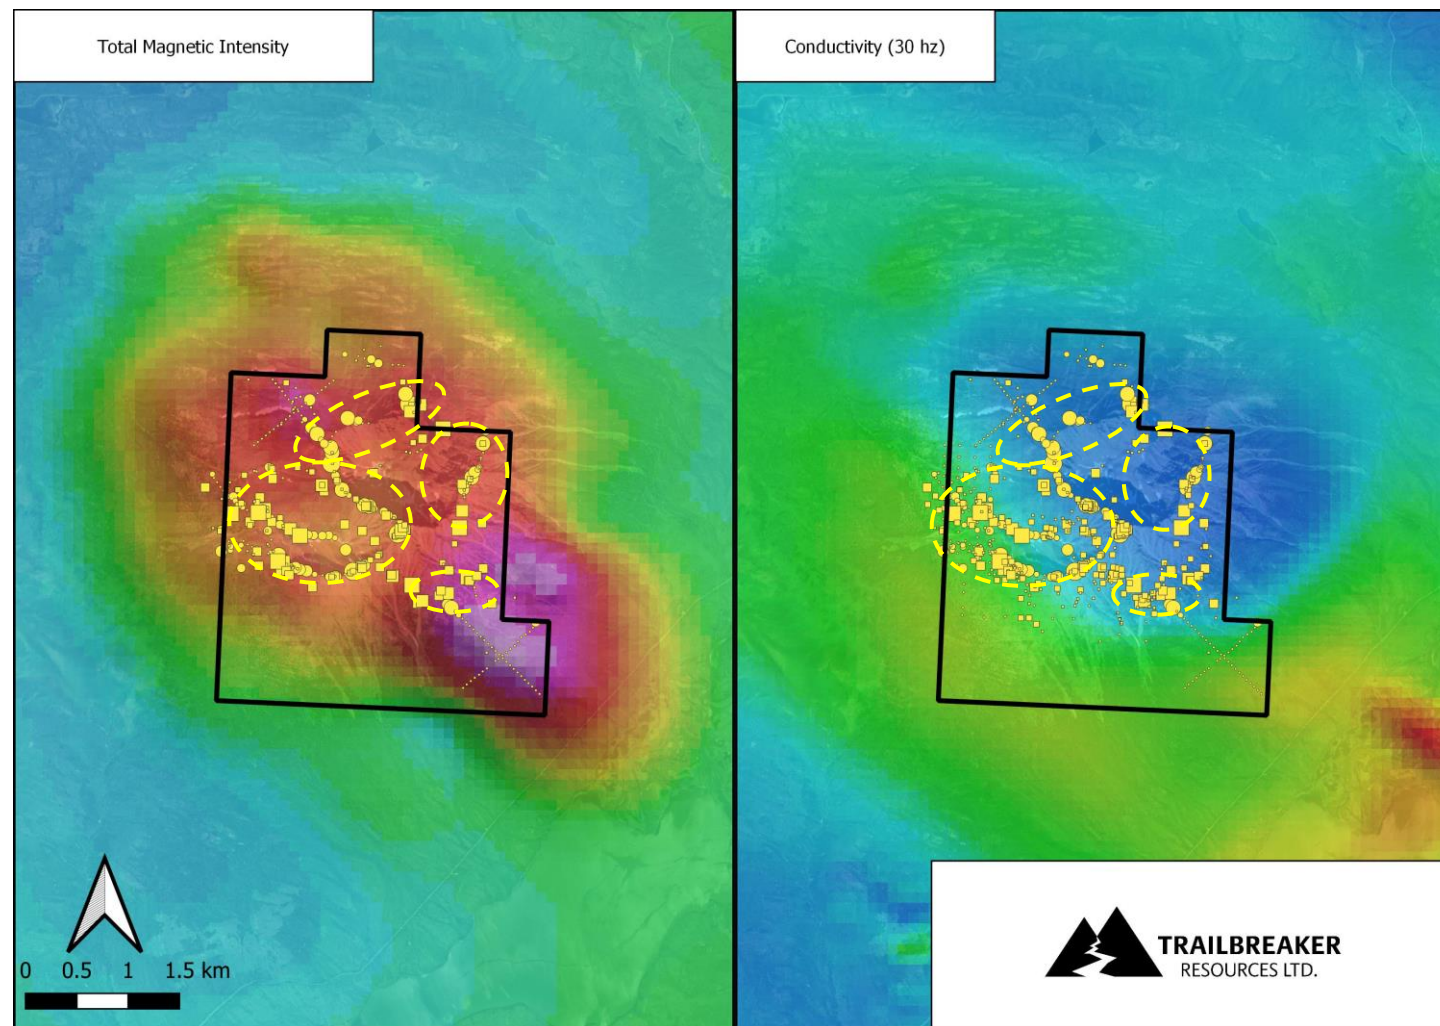 Total Magnetic Intensity
Conductivity (30 hz)
0 0.5 1 1.5 km
TRAILBREAKER
RESOURCES LTD.